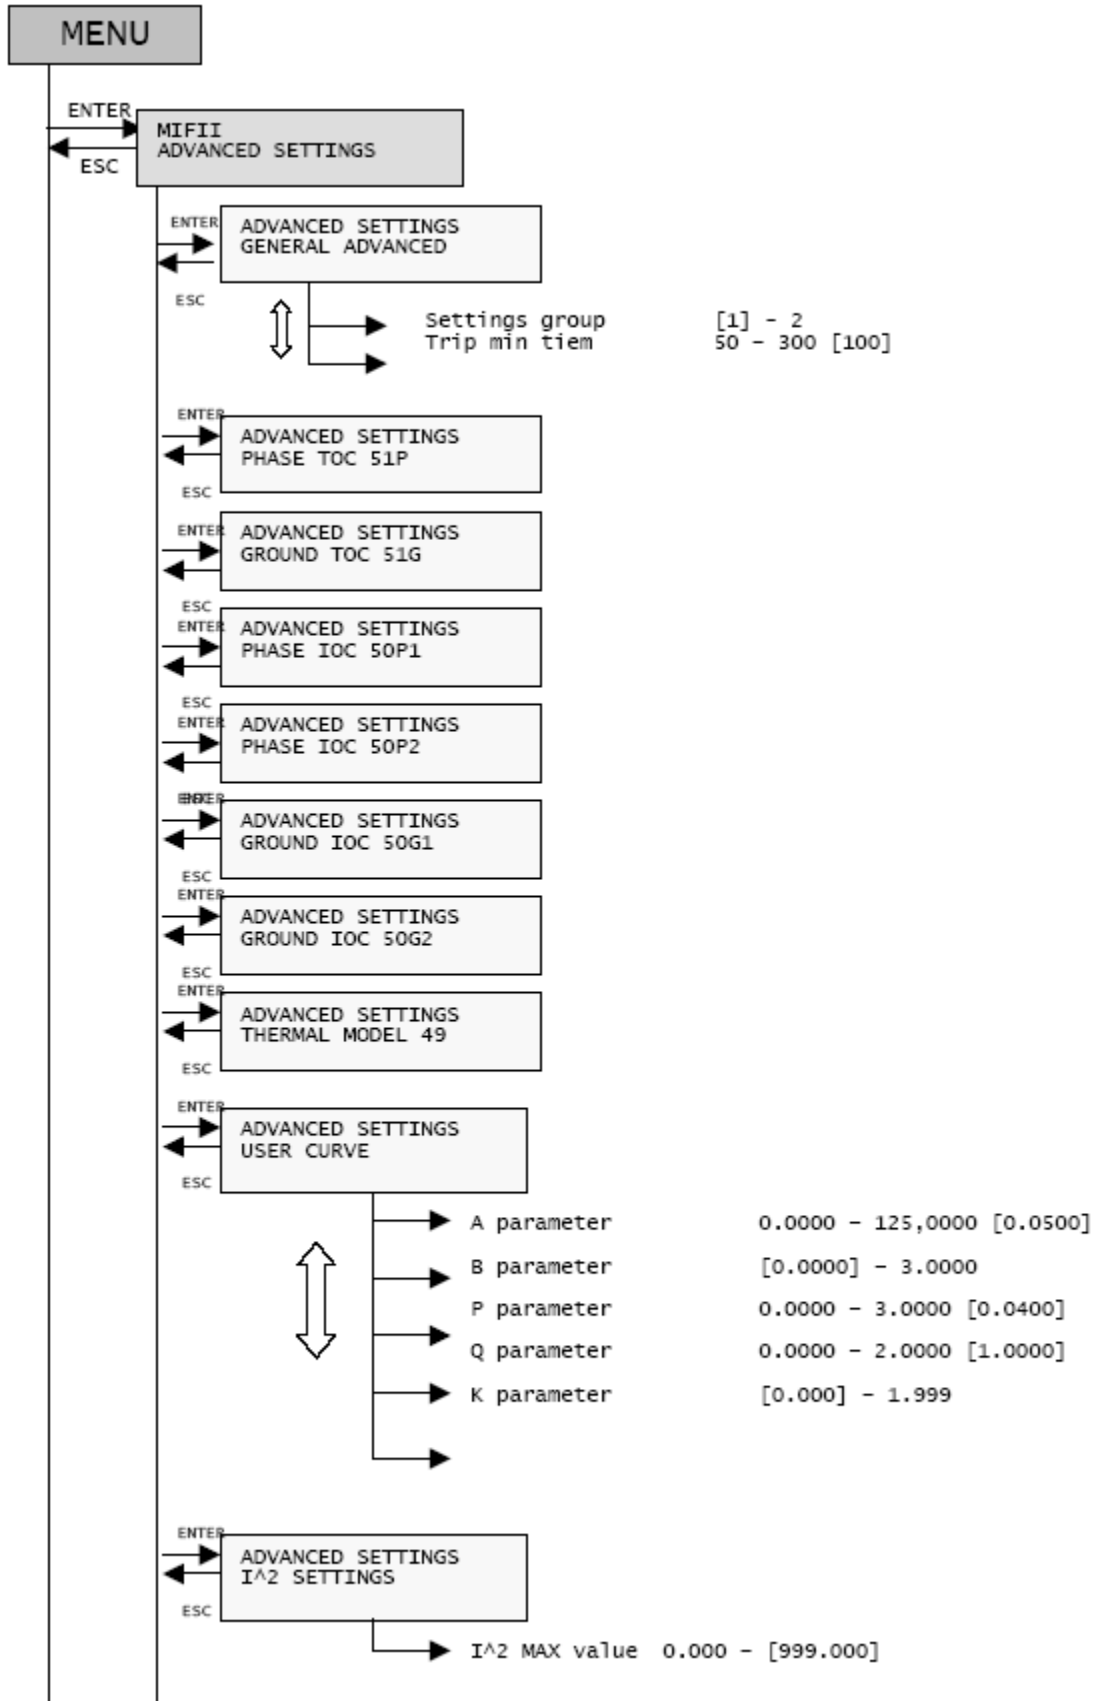 MENU
ENTER
MIFII
ADVANCED SETTINGS
ESC
ENTER
ADVANCED SETTINGS
GENERAL ADVANCED
ESC
Settings group [1] - 2
Trip min tiem 50 - 300 [100]
ENTER
ADVANCED SETTINGS
PHASE TOC 51P
ESC
ENTER
ADVANCED SETTINGS
GROUND TOC 51G
ESC
ENTER
ADVANCED SETTINGS
PHASE IOC 50P1
ESC
ENTER
ADVANCED SETTINGS
PHASE IOC 50P2
ADVANCED SETTINGS
GROUND IOC 50G1
ESC
ENTER
ADVANCED SETTINGS
GROUND IOC 50G2
ESC
ENTER
ADVANCED SETTINGS
THERMAL MODEL 49
ESC
ENTER
ADVANCED SETTINGS
USER CURVE
ESC
A parameter 0.0000 - 125,0000 [0.0500]
B parameter [0.0000] - 3.0000
P parameter 0.0000 - 3.0000 [0.0400]
Q parameter 0.0000 - 2.0000 [1.0000]
K parameter [0.000] - 1.999
ENTER
ADVANCED SETTINGS
I^2 SETTINGS
ESC
I^2 MAX value 0.000 - [999.000]